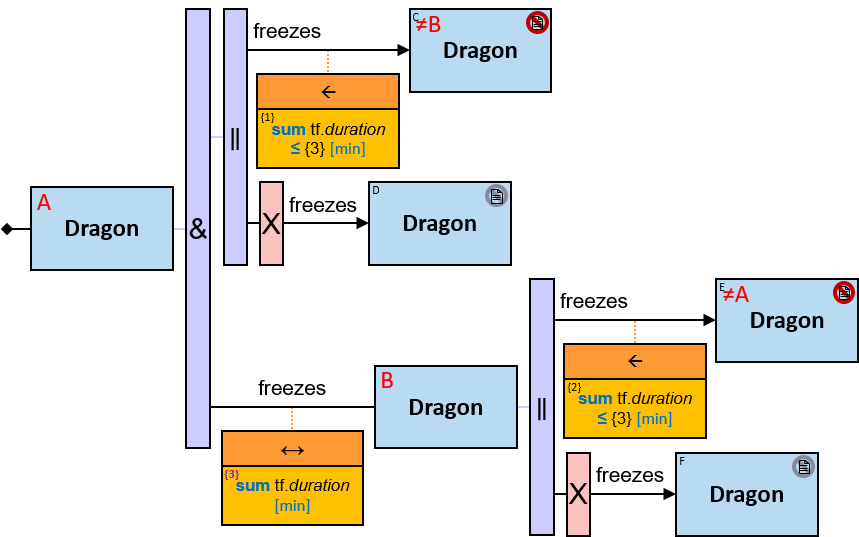 freezes
C
≠B
Dragon
←
{1}
sum tf.duration
≤ {3} [min]
||
A
Dragon
&
X
freezes
D
Dragon
freezes
B
Dragon
↔
{3}
sum tf.duration
[min]
||
freezes
E
≠A
Dragon
←
{2}
sum tf.duration
≤ {3} [min]
X
freezes
F
Dragon